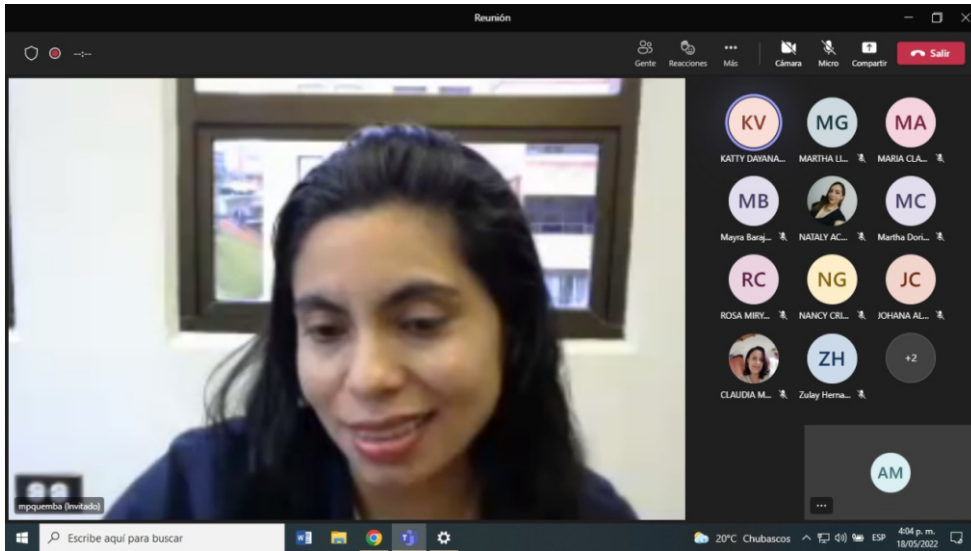 Reunión
--:--
Gente
Reacciones
Más
Cámara
Micro
Compartir
Salir
KV
MG
MA
KATTY DAYANA...
MARTHA LI...
MARIA CLA...
MB
MC
Mayra Baraj...
NATALY AC...
Martha Dori...
RC
NG
JC
ROSA MIRY...
NANCY CRI...
JOHANA AL...
ZH
+2
CLAUDIA M...
Zulay Herna...
AM
mpquemba (Invitado)
Escribe aquí para buscar
20°C Chubascos
ESP
4:04 p. m.
18/05/2022